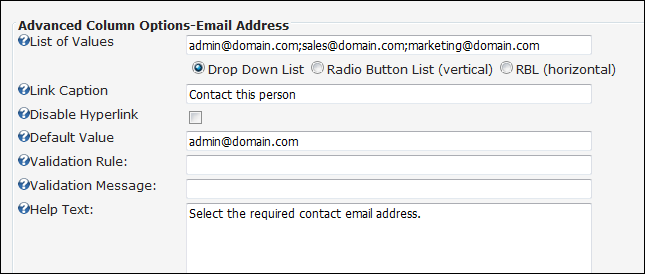 Advanced Column Options-Email Address
List of Values admin@domain.com;sales@domain.com;marketing@domain.com
Drop Down List Radio Button List (vertical) RBL (horizontal)
Link Caption Contact this person
Disable Hyperlink
Default Value admin@domain.com
Validation Rule:
Validation Message:
Help Text: Select the required contact email address.